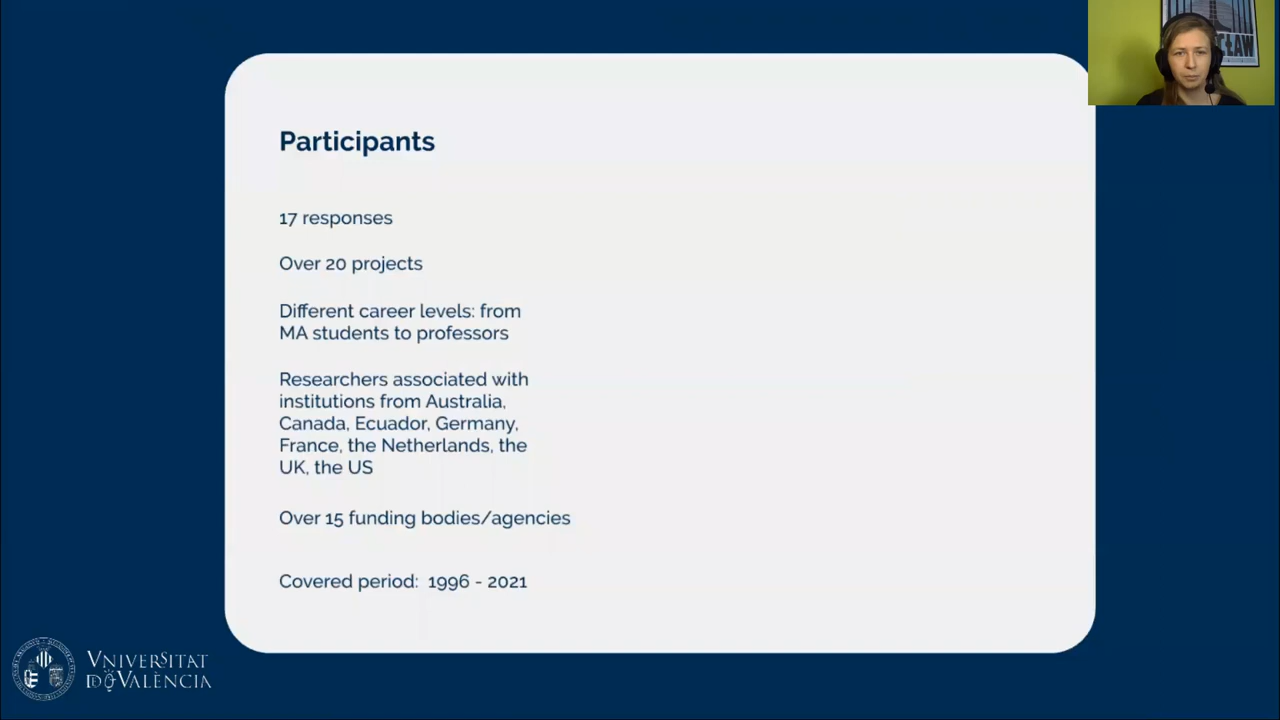 Participants
17 responses
Over 20 projects
Different career levels: from
MA students to professors
Researchers associated with
institutions from Australia,
Canada, Ecuador, Germany,
France, the Netherlands, the
UK, the US
Over 15 funding bodies/agencies
Covered period: 1996 - 2021
VNIVERSITAT
D VALÈNCIA